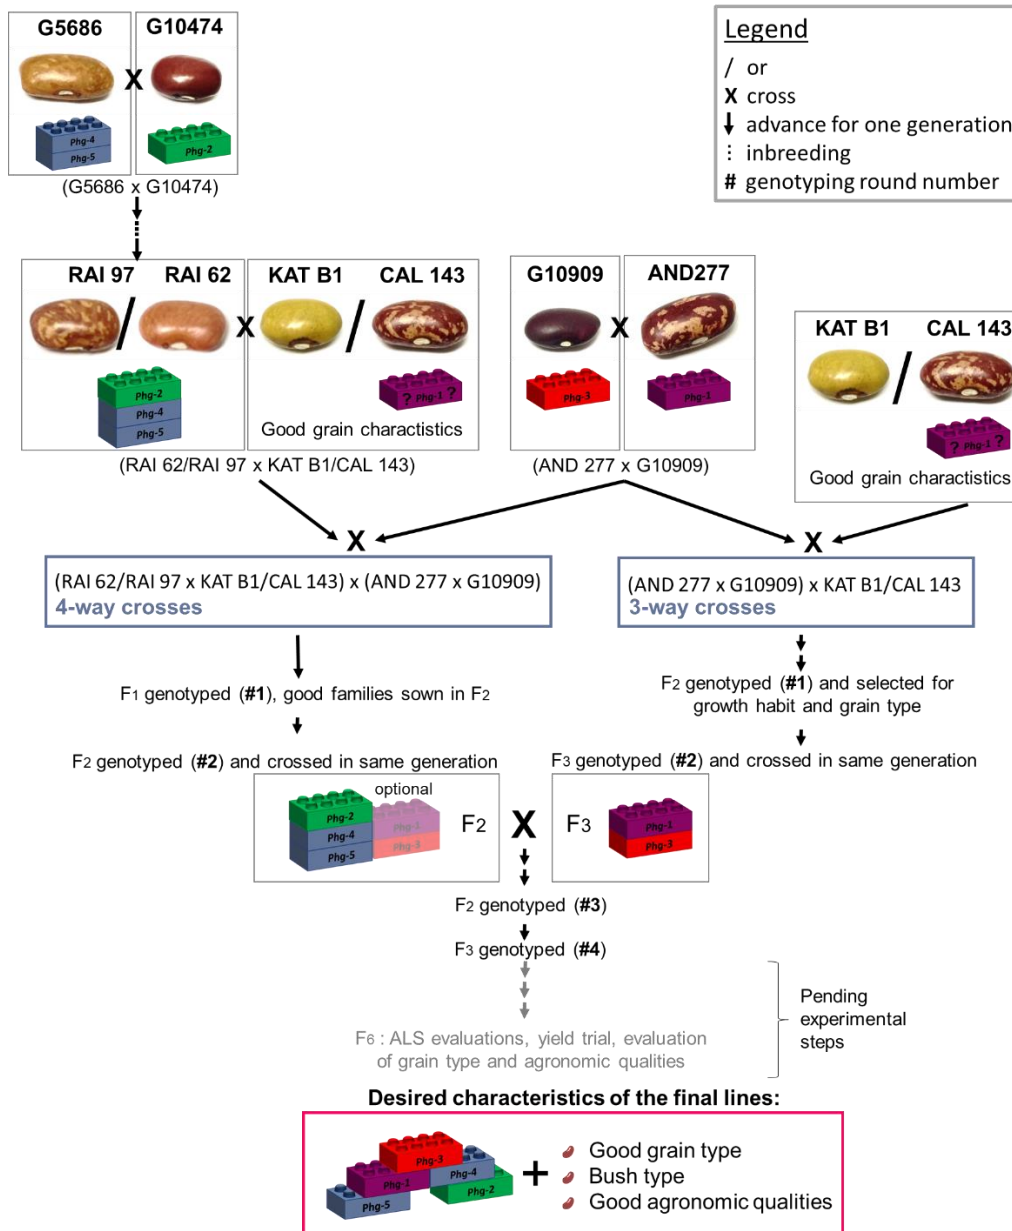 G5686 G10474
X
Phg-4
Phg-5
Phg-2
(G5686 x G10474)
Legend
/ or
X cross
advance for one generation
inbreeding
# genotyping round number
RAI 97 RAI 62 KAT B1 CAL 143
/ X /
Phg-2
Phg-4
Phg-5
? Phg-1 ?
Good grain charactistics
(RAI 62/RAI 97 x KAT B1/CAL 143)
G10909 AND277
X
Phg-3
Phg-1
(AND 277 x G10909)
KAT B1 CAL 143
/
? Phg-1 ?
Good grain charactistics
X
X
(RAI 62/RAI 97 x KAT B1/CAL 143) x (AND 277 x G10909)
4-way crosses
(AND 277 x G10909) x KAT B1/CAL 143
3-way crosses
F1 genotyped (#1), good families sown in F2
F2 genotyped (#2) and crossed in same generation
F2 genotyped (#1) and selected for
growth habit and grain type
F3 genotyped (#2) and crossed in same generation
optional
Phg-2
Phg-4
Phg-5
Phg-1
Phg-3
F2 X F3
Phg-1
Phg-3
F2 genotyped (#3)
F3 genotyped (#4)
F6 : ALS evaluations, yield trial, evaluation
of grain type and agronomic qualities
Pending
experimental
steps
Desired characteristics of the final lines:
Phg-3
Phg-1
Phg-4
Phg-5
Phg-2
+
Good grain type
Bush type
Good agronomic qualities